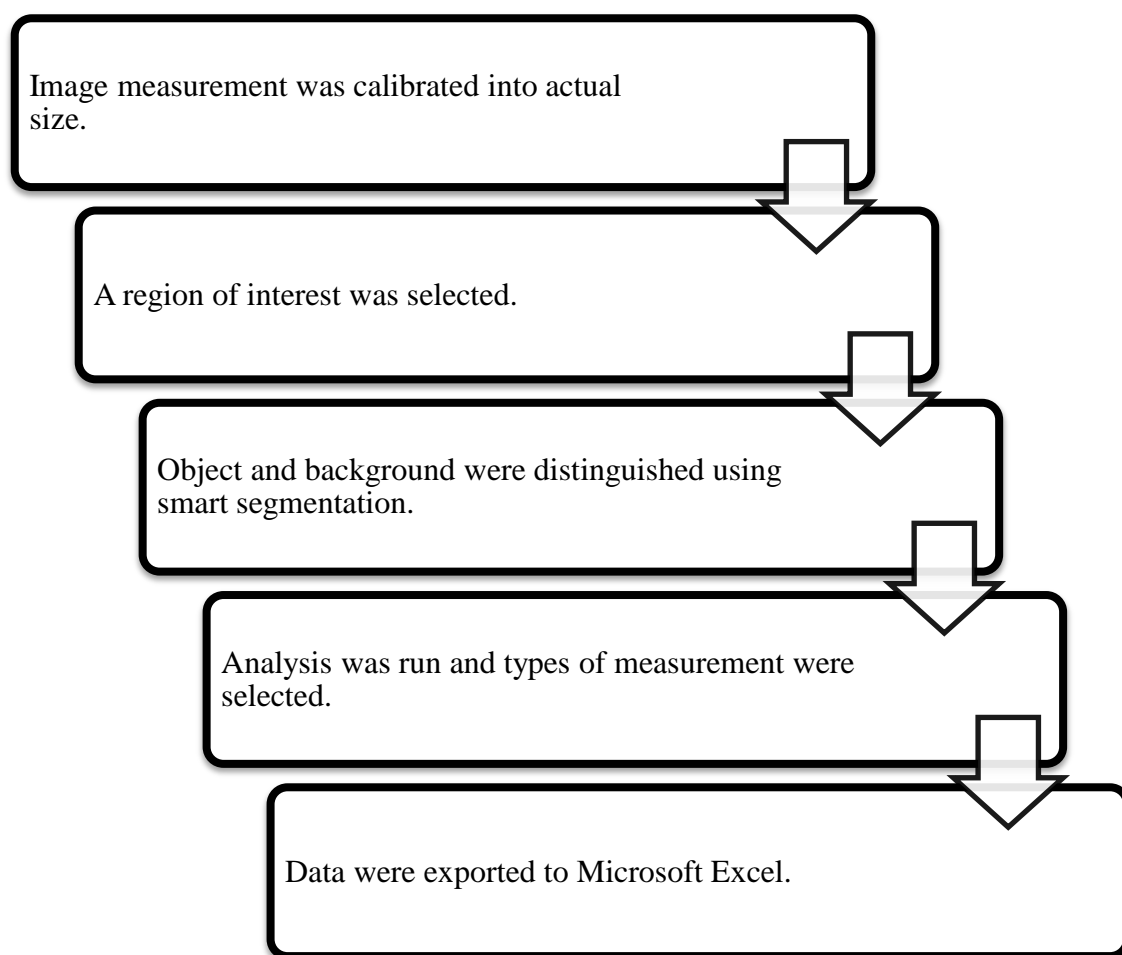 Image measurement was calibrated into actual
size.
A region of interest was selected.
Object and background were distinguished using
smart segmentation.
Analysis was run and types of measurement were
selected.
Data were exported to Microsoft Excel.